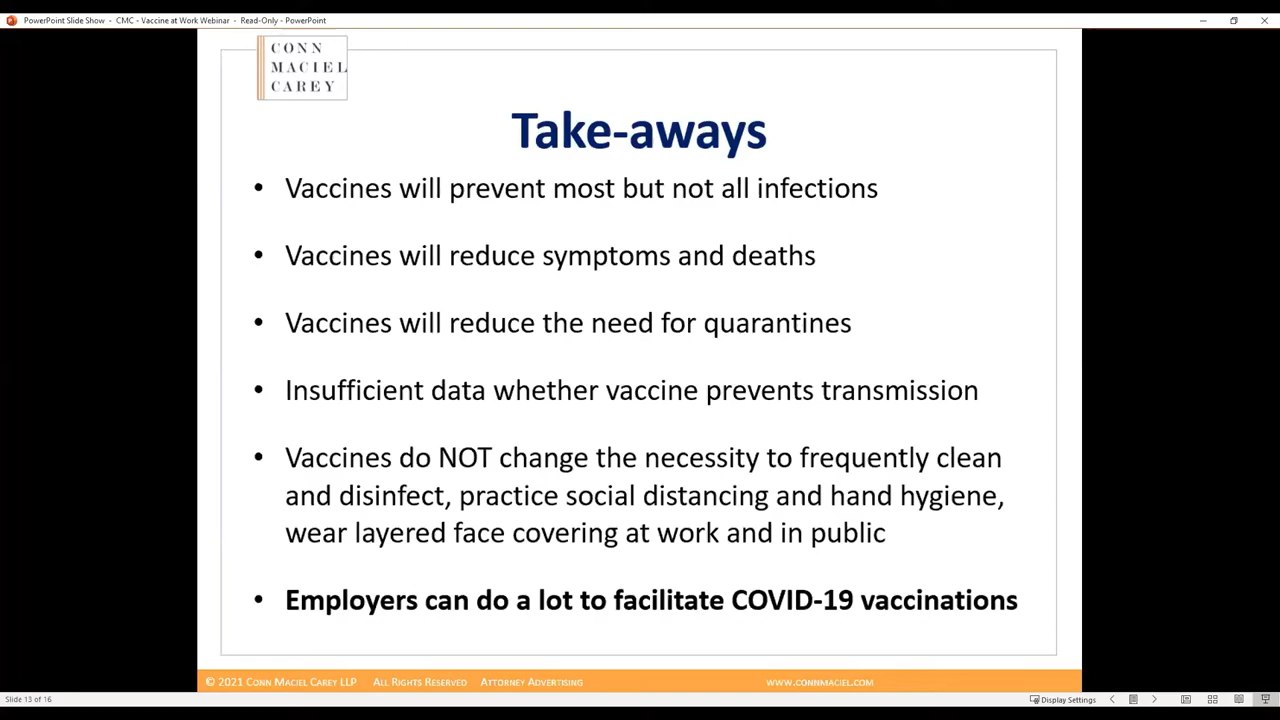 PowerPoint Slide Show - CMC - Vaccine at Work Webinar - Read-Only - PowerPoint
CONN
MACIEL
CAREY
Take-aways
• Vaccines will prevent most but not all infections
• Vaccines will reduce symptoms and deaths
• Vaccines will reduce the need for quarantines
• Insufficient data whether vaccine prevents transmission
• Vaccines do NOT change the necessity to frequently clean
and disinfect, practice social distancing and hand hygiene,
wear layered face covering at work and in public
• Employers can do a lot to facilitate COVID-19 vaccinations
© 2021 CONN MACIEL CAREY LLP ALL RIGHTS RESERVED ATTORNEY ADVERTISING WWW.CONNMACIEL.COM
Slide 13 of 16 Display Settings